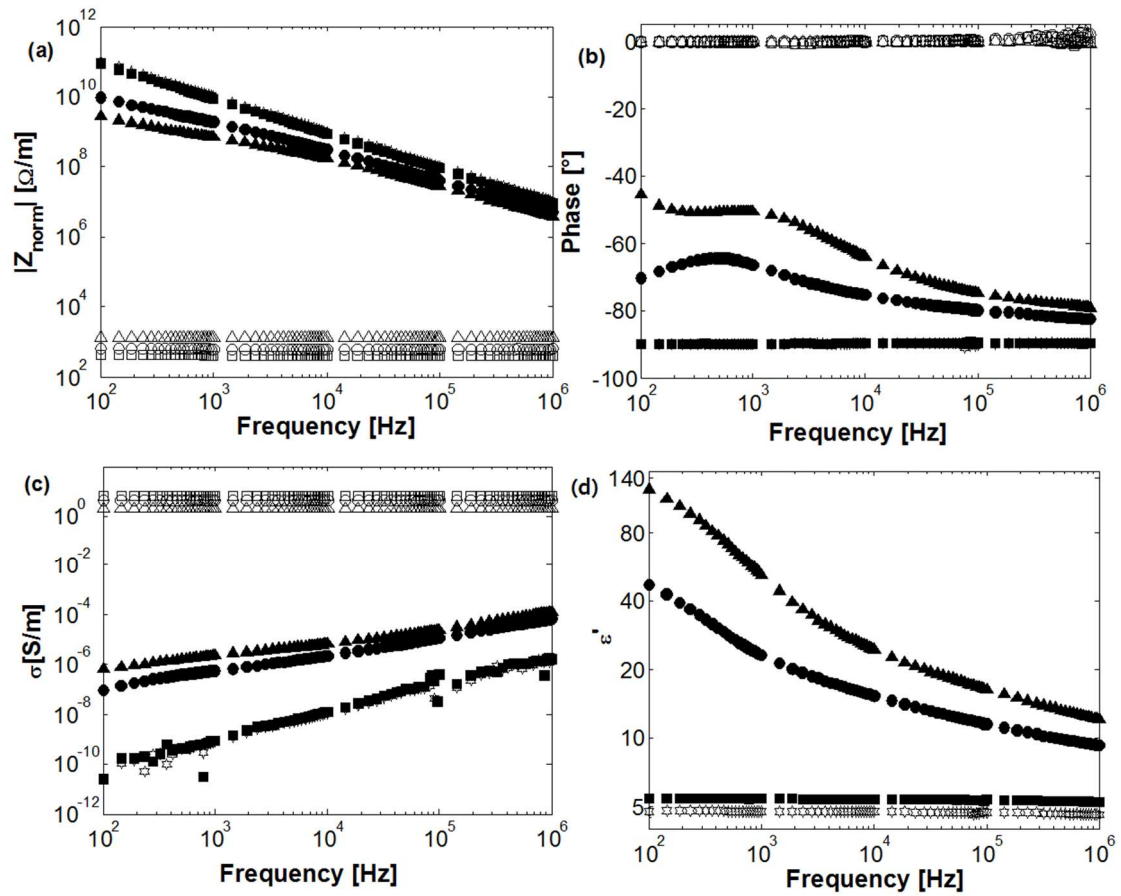 (a)
|Z_norm| [Ω/m]
10^12
10^10
10^8
10^6
10^4
10^2
10^2 10^3 10^4 10^5 10^6
Frequency [Hz]
(b)
Phase [°]
0
-20
-40
-60
-80
-100
10^2 10^3 10^4 10^5 10^6
Frequency [Hz]
(c)
σ[S/m]
10^0
10^-2
10^-4
10^-6
10^-8
10^-10
10^-12
10^2 10^3 10^4 10^5 10^6
Frequency [Hz]
(d)
ε'
140
80
40
20
10
5
10^2 10^3 10^4 10^5 10^6
Frequency [Hz]